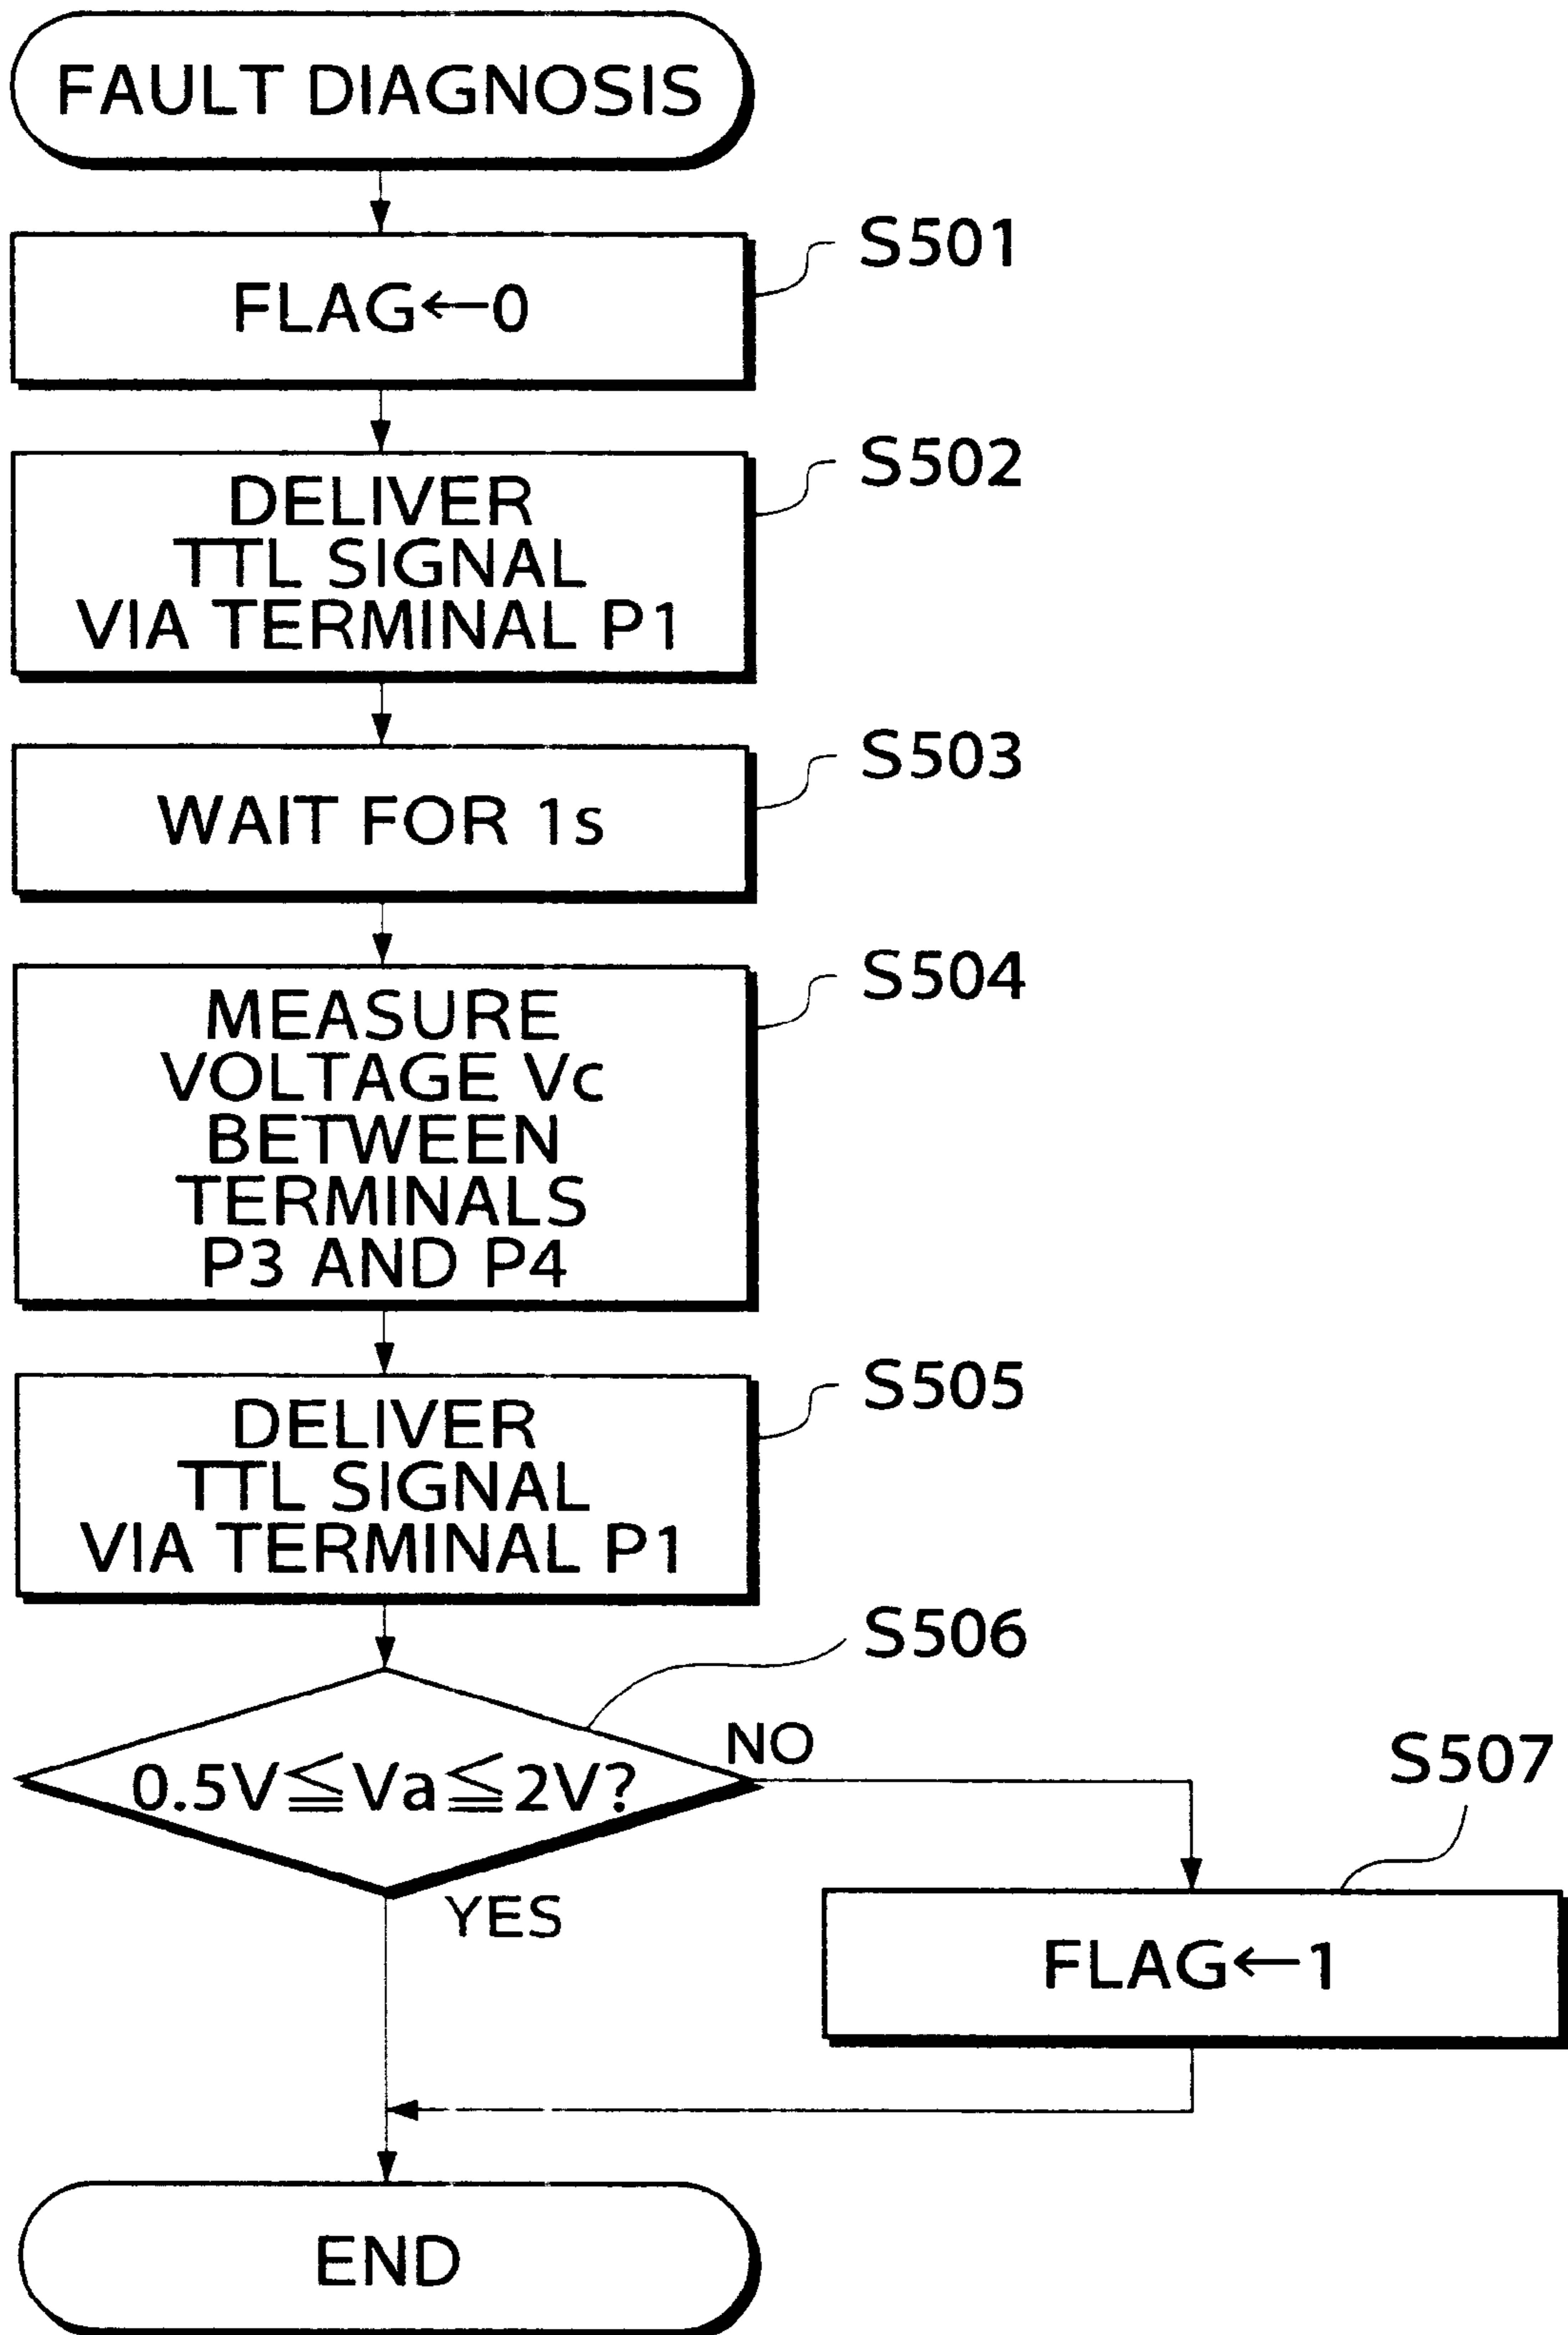 FAULT DIAGNOSIS
S501
FLAG←0
S502
DELIVER
TTL SIGNAL
VIA TERMINAL P1
S503
WAIT FOR 1s
S504
MEASURE
VOLTAGE Vc
BETWEEN
TERMINALS
P3 AND P4
S505
DELIVER
TTL SIGNAL
VIA TERMINAL P1
S506
0.5V≦Va≦2V?
NO
YES
S507
FLAG←1
END